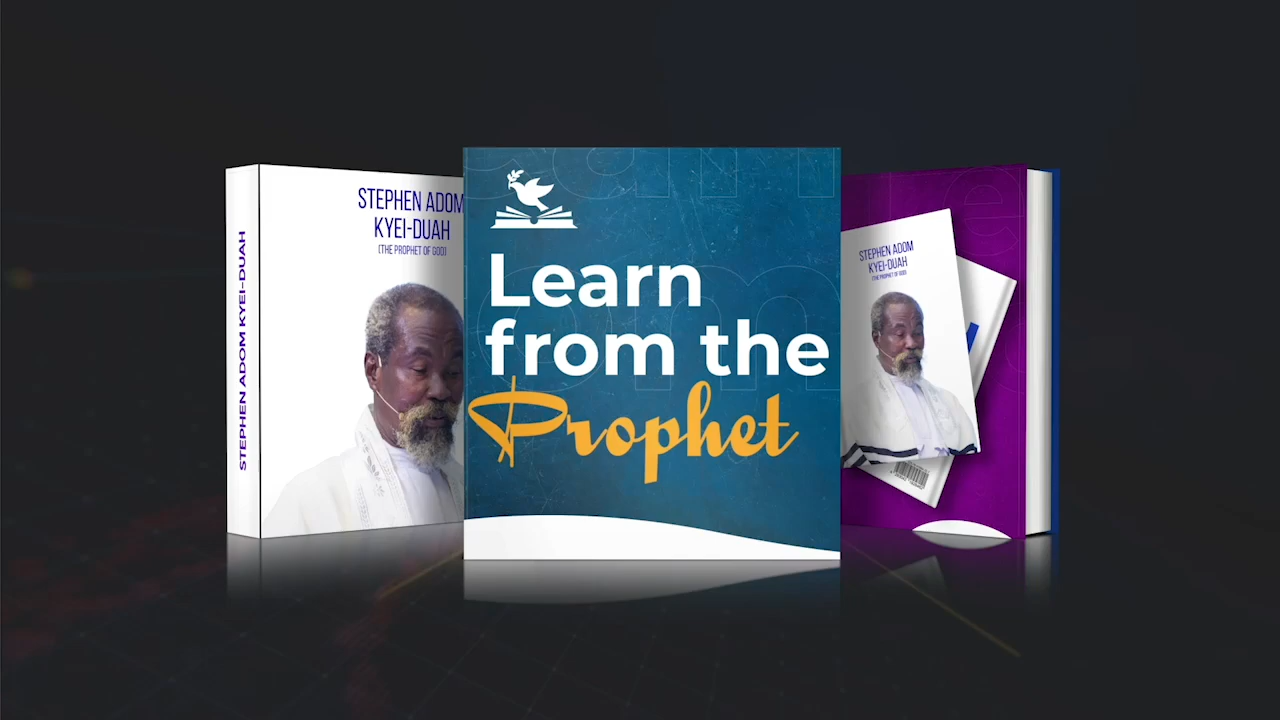 STEPHEN ADOM KYEI-DUAH
STEPHEN ADOM
KYEI-DUAH
(THE PROPHET OF GOD)
Learn
from the
Prophet
STEPHEN ADOM
KYEI-DUAH
(THE PROPHET OF GOD)